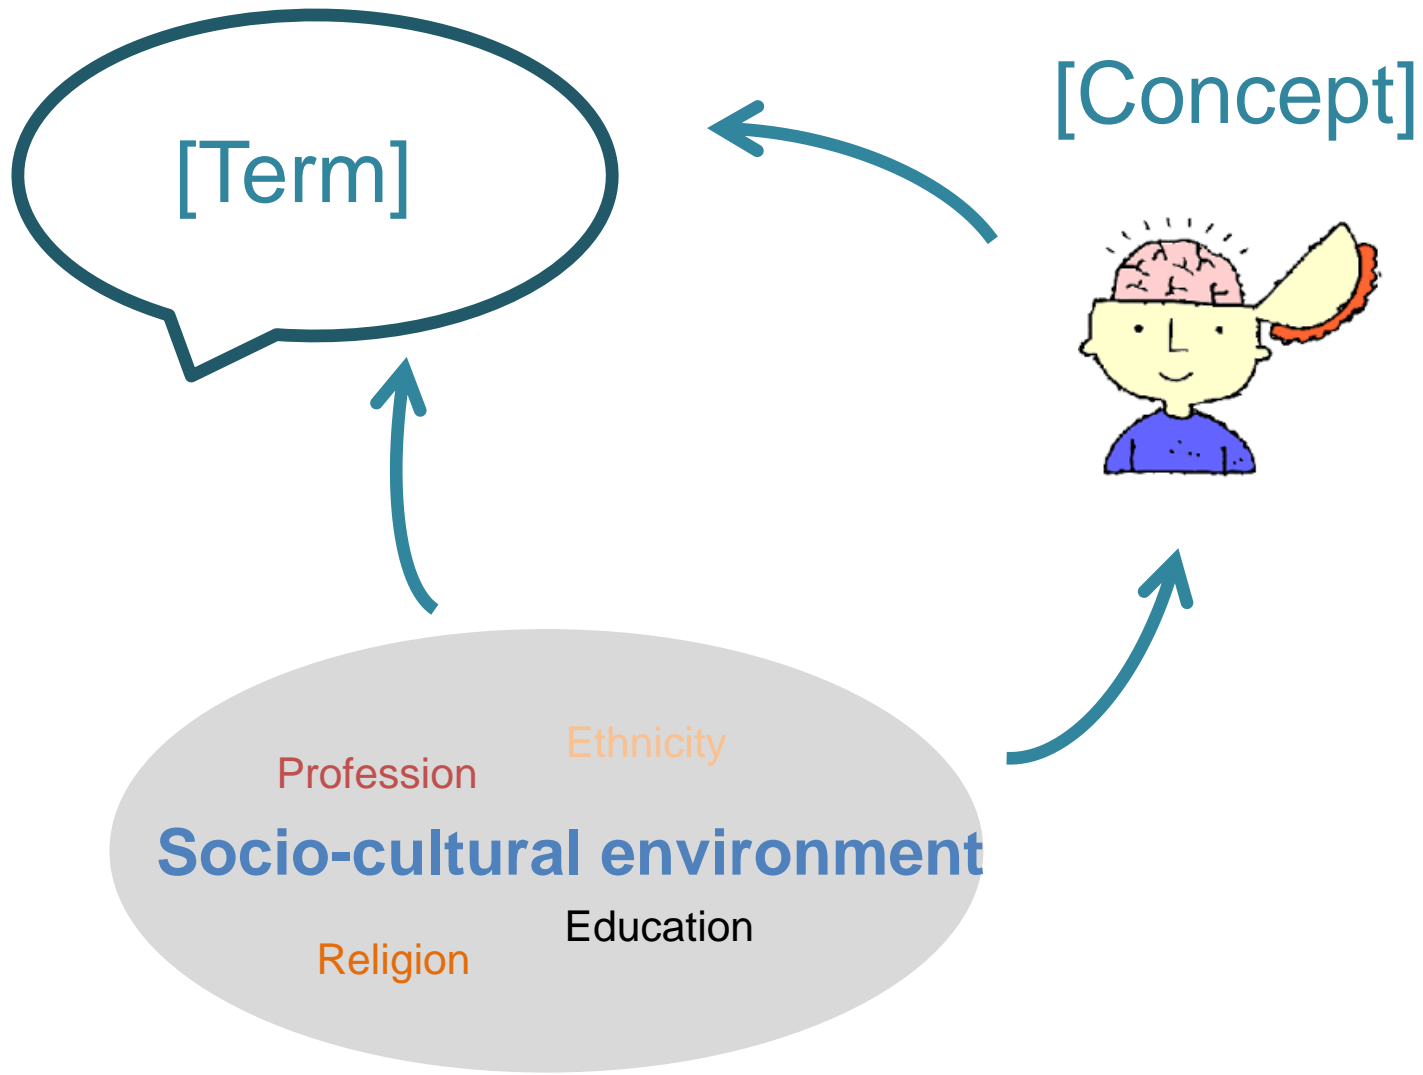 [Concept]
[Term]
Ethnicity
Profession
Socio-cultural environment
Education
Religion